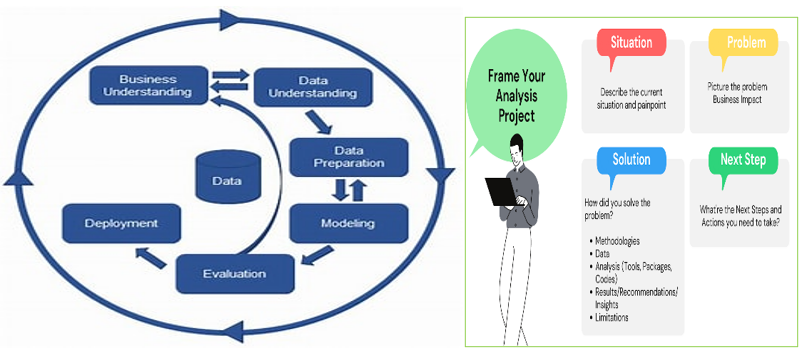 Business
Understanding
Data
Understanding
Data
Preparation
Data
Modeling
Deployment
Evaluation
Frame Your
Analysis
Project
Situation
Describe the current
situation and painpoint
Problem
Picture the problem
Business Impact
Solution
How did you solve the
problem?
• Methodologies
• Data
• Analysis (Tools, Packages,
Codes)
• Results/Recommendations/
Insights
• Limitations
Next Step
What're the Next Steps and
Actions you need to take?